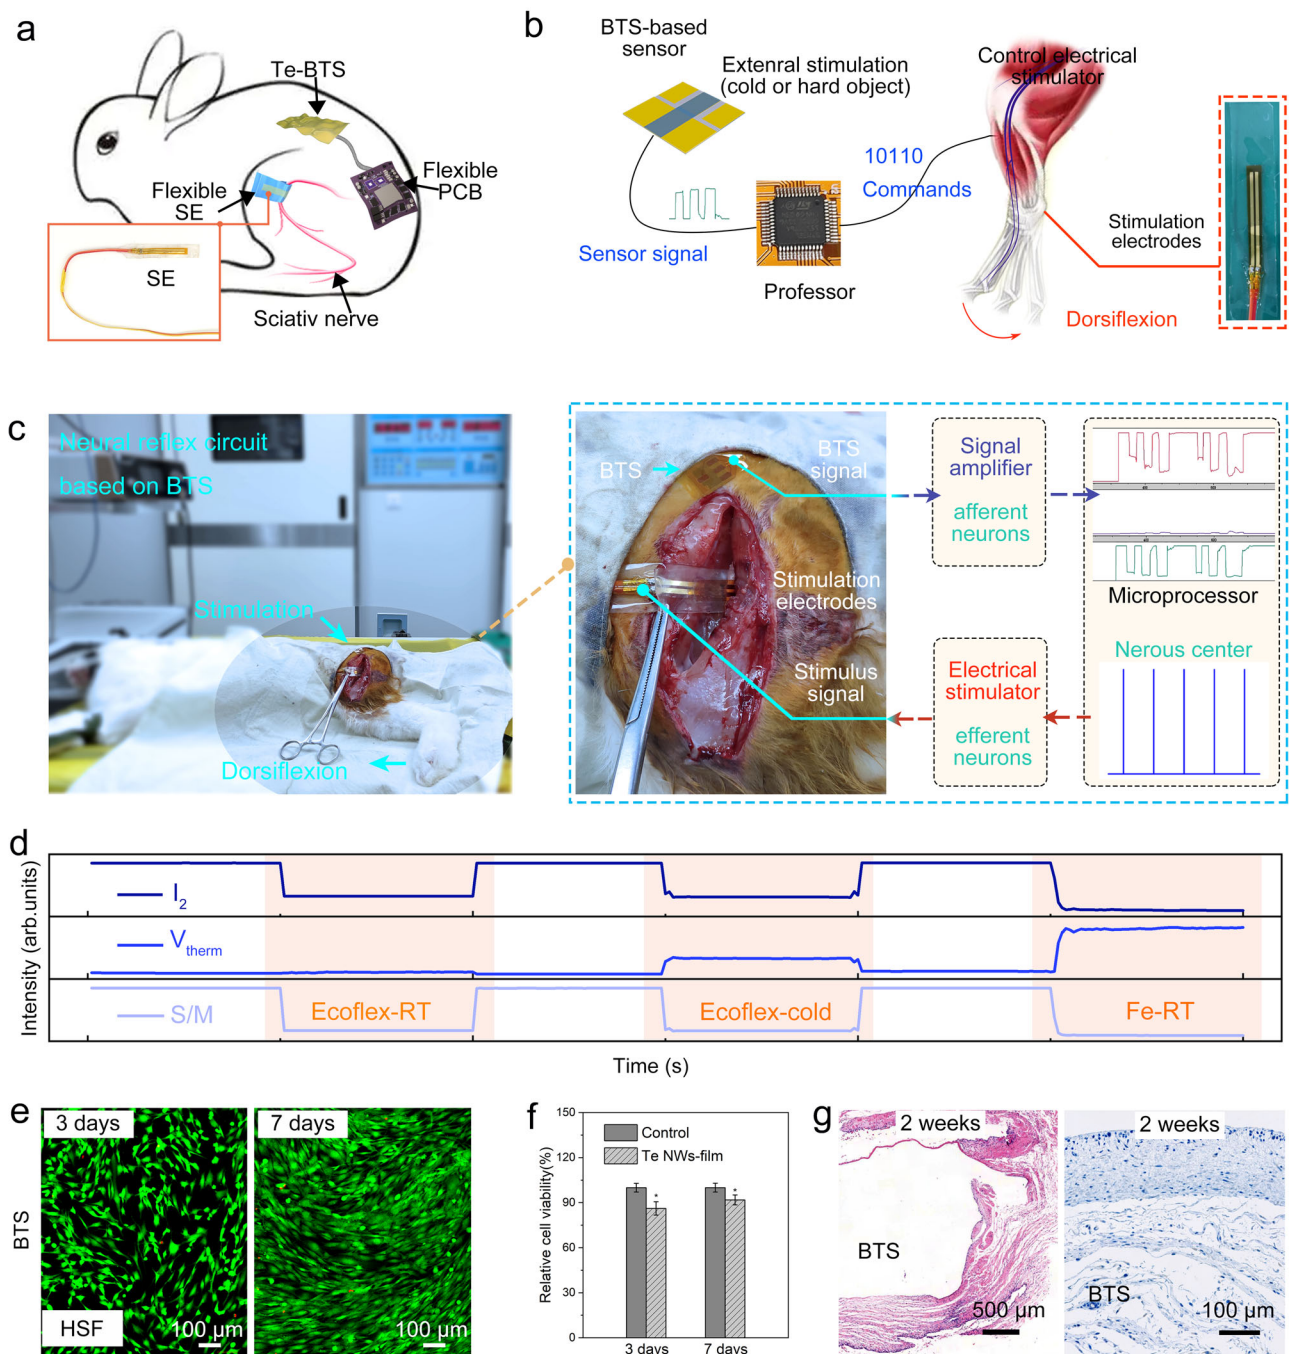 a
Te-BTS
Flexible
PCB
Flexible
SE
SE
Sciativ nerve
b
BTS-based
sensor
Extenral stimulation
(cold or hard object)
Control electrical
stimulator
10110
Commands
Sensor signal
Professor
Stimulation
electrodes
Dorsiflexion
c
Neural reflex circuit
based on BTS
Stimulation
Dorsiflexion
BTS
BTS
signal
Stimulation
electrodes
Stimulus
signal
Signal
amplifier
afferent
neurons
Microprocessor
Nerous center
Electrical
stimulator
efferent
neurons
d
Intensity (arb.units)
I2
Vtherm
S/M
Ecoflex-RT
Ecoflex-cold
Fe-RT
Time (s)
e
3 days
7 days
BTS
HSF
100 μm
100 μm
f
Relative cell viability(%)
150
120
90
60
30
0
Control
Te NWs-film
*
*
3 days
7 days
g
2 weeks
2 weeks
BTS
500 μm
BTS
100 μm